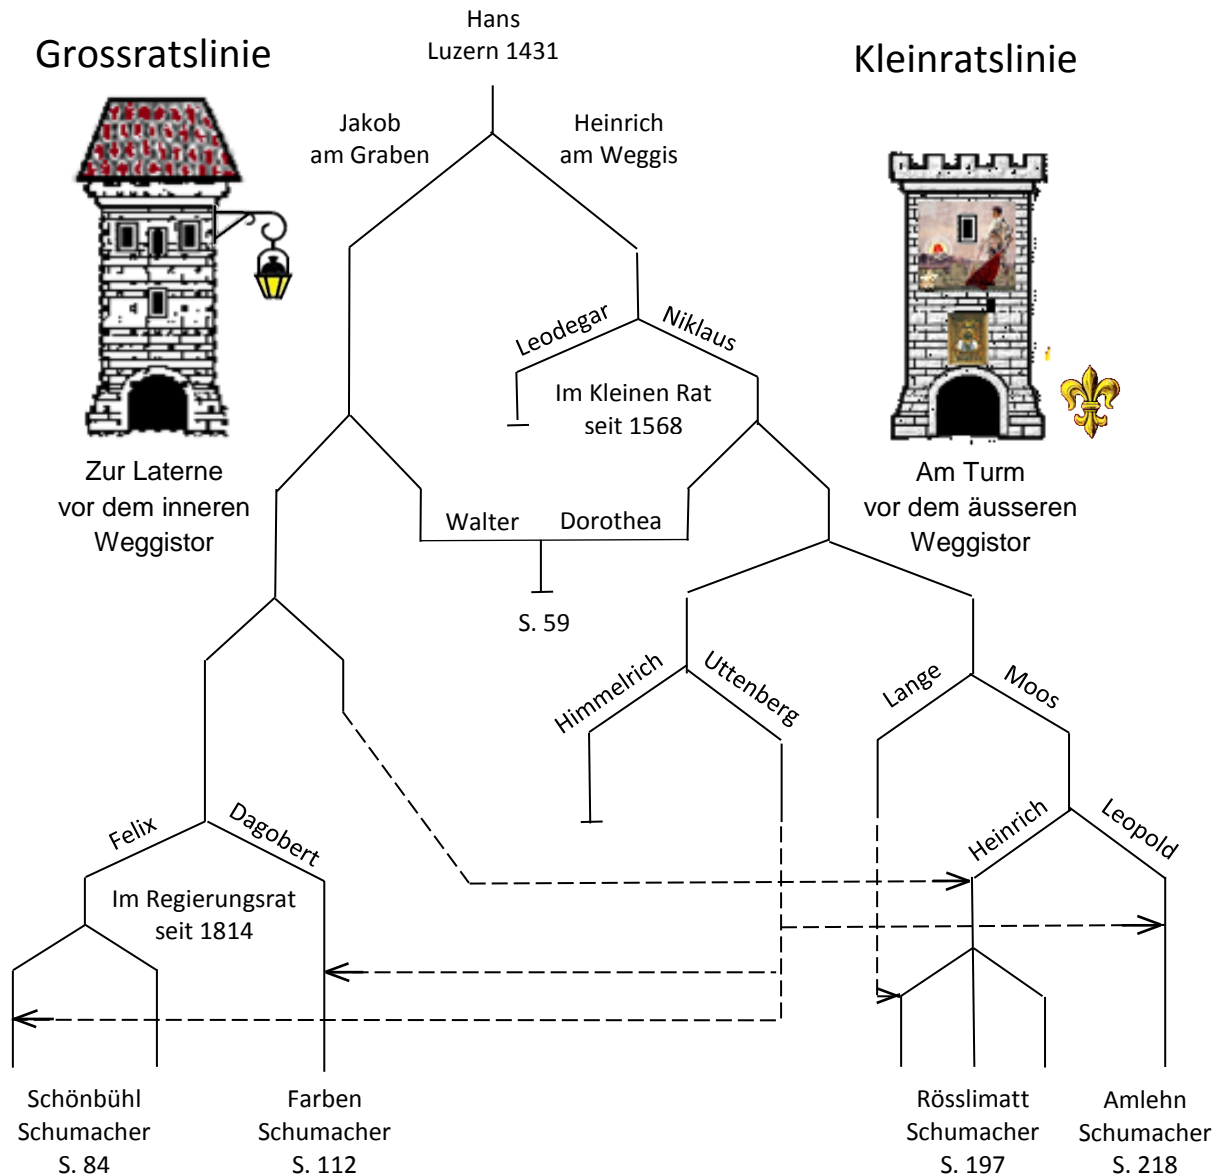 Hans
Luzern 1431
Grossratslinie
Kleinratslinie
Jakob
am Graben
Heinrich
am Weggis
Leodegar
Niklaus
Im Kleinen Rat
seit 1568
Zur Laterne
vor dem inneren
Weggistor
Am Turm
vor dem äusseren
Weggistor
Walter
Dorothea
S. 59
Himmelrich
Uttenberg
Lange
Moos
Felix
Dagobert
Heinrich
Leopold
Im Regierungsrat
seit 1814
Schönbühl
Schumacher
S. 84
Farben
Schumacher
S. 112
Rösslimatt
Schumacher
S. 197
Amlehn
Schumacher
S. 218